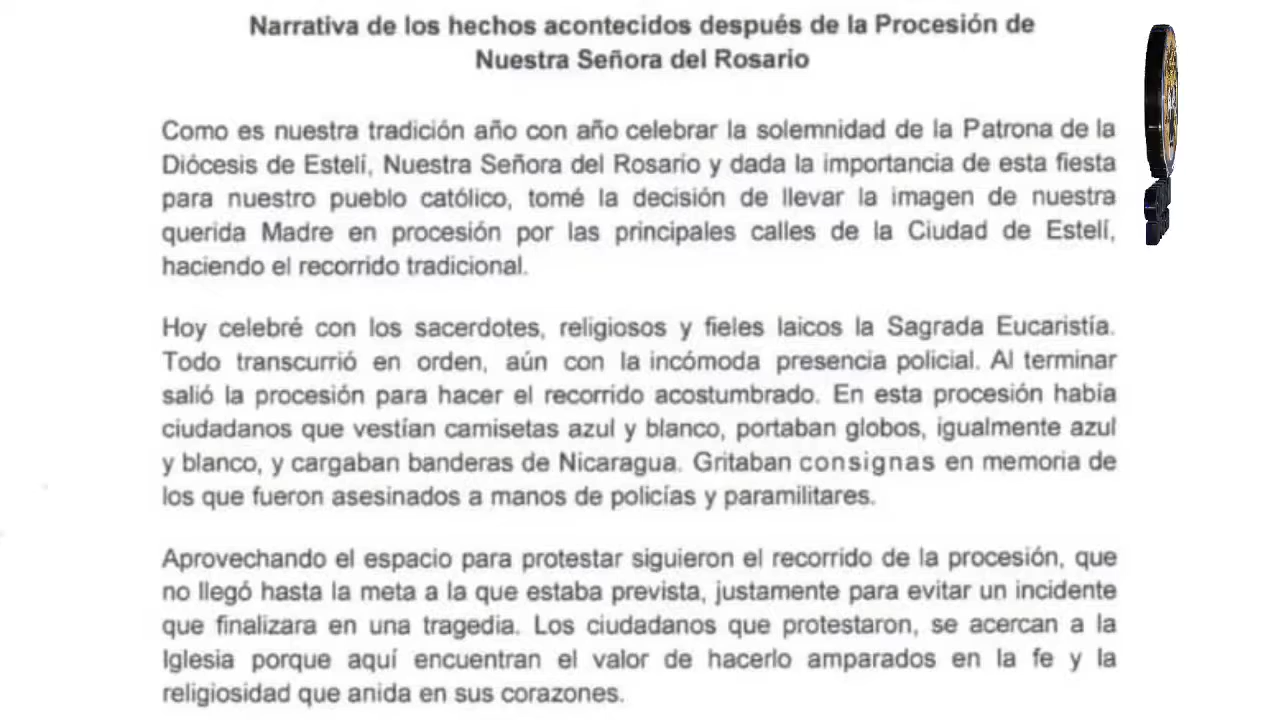 Narrativa de los hechos acontecidos después de la Procesión de
Nuestra Señora del Rosario
Como es nuestra tradición año con año celebrar la solemnidad de la Patrona de la
Diócesis de Estelí, Nuestra Señora del Rosario y dada la importancia de esta fiesta
para nuestro pueblo católico, tomé la decisión de llevar la imagen de nuestra
querida Madre en procesión por las principales calles de la Ciudad de Estelí,
haciendo el recorrido tradicional.
Hoy celebré con los sacerdotes, religiosos y fieles laicos la Sagrada Eucaristía.
Todo transcurrió en orden, aún con la incómoda presencia policial. Al terminar
salió la procesión para hacer el recorrido acostumbrado. En esta procesión había
ciudadanos que vestían camisetas azul y blanco, portaban globos, igualmente azul
y blanco, y cargaban banderas de Nicaragua. Gritaban consignas en memoria de
los que fueron asesinados a manos de policías y paramilitares.
Aprovechando el espacio para protestar siguieron el recorrido de la procesión, que
no llegó hasta la meta a la que estaba prevista, justamente para evitar un incidente
que finalizara en una tragedia. Los ciudadanos que protestaron, se acercan a la
Iglesia porque aquí encuentran el valor de hacerlo amparados en la fe y la
religiosidad que anida en sus corazones.